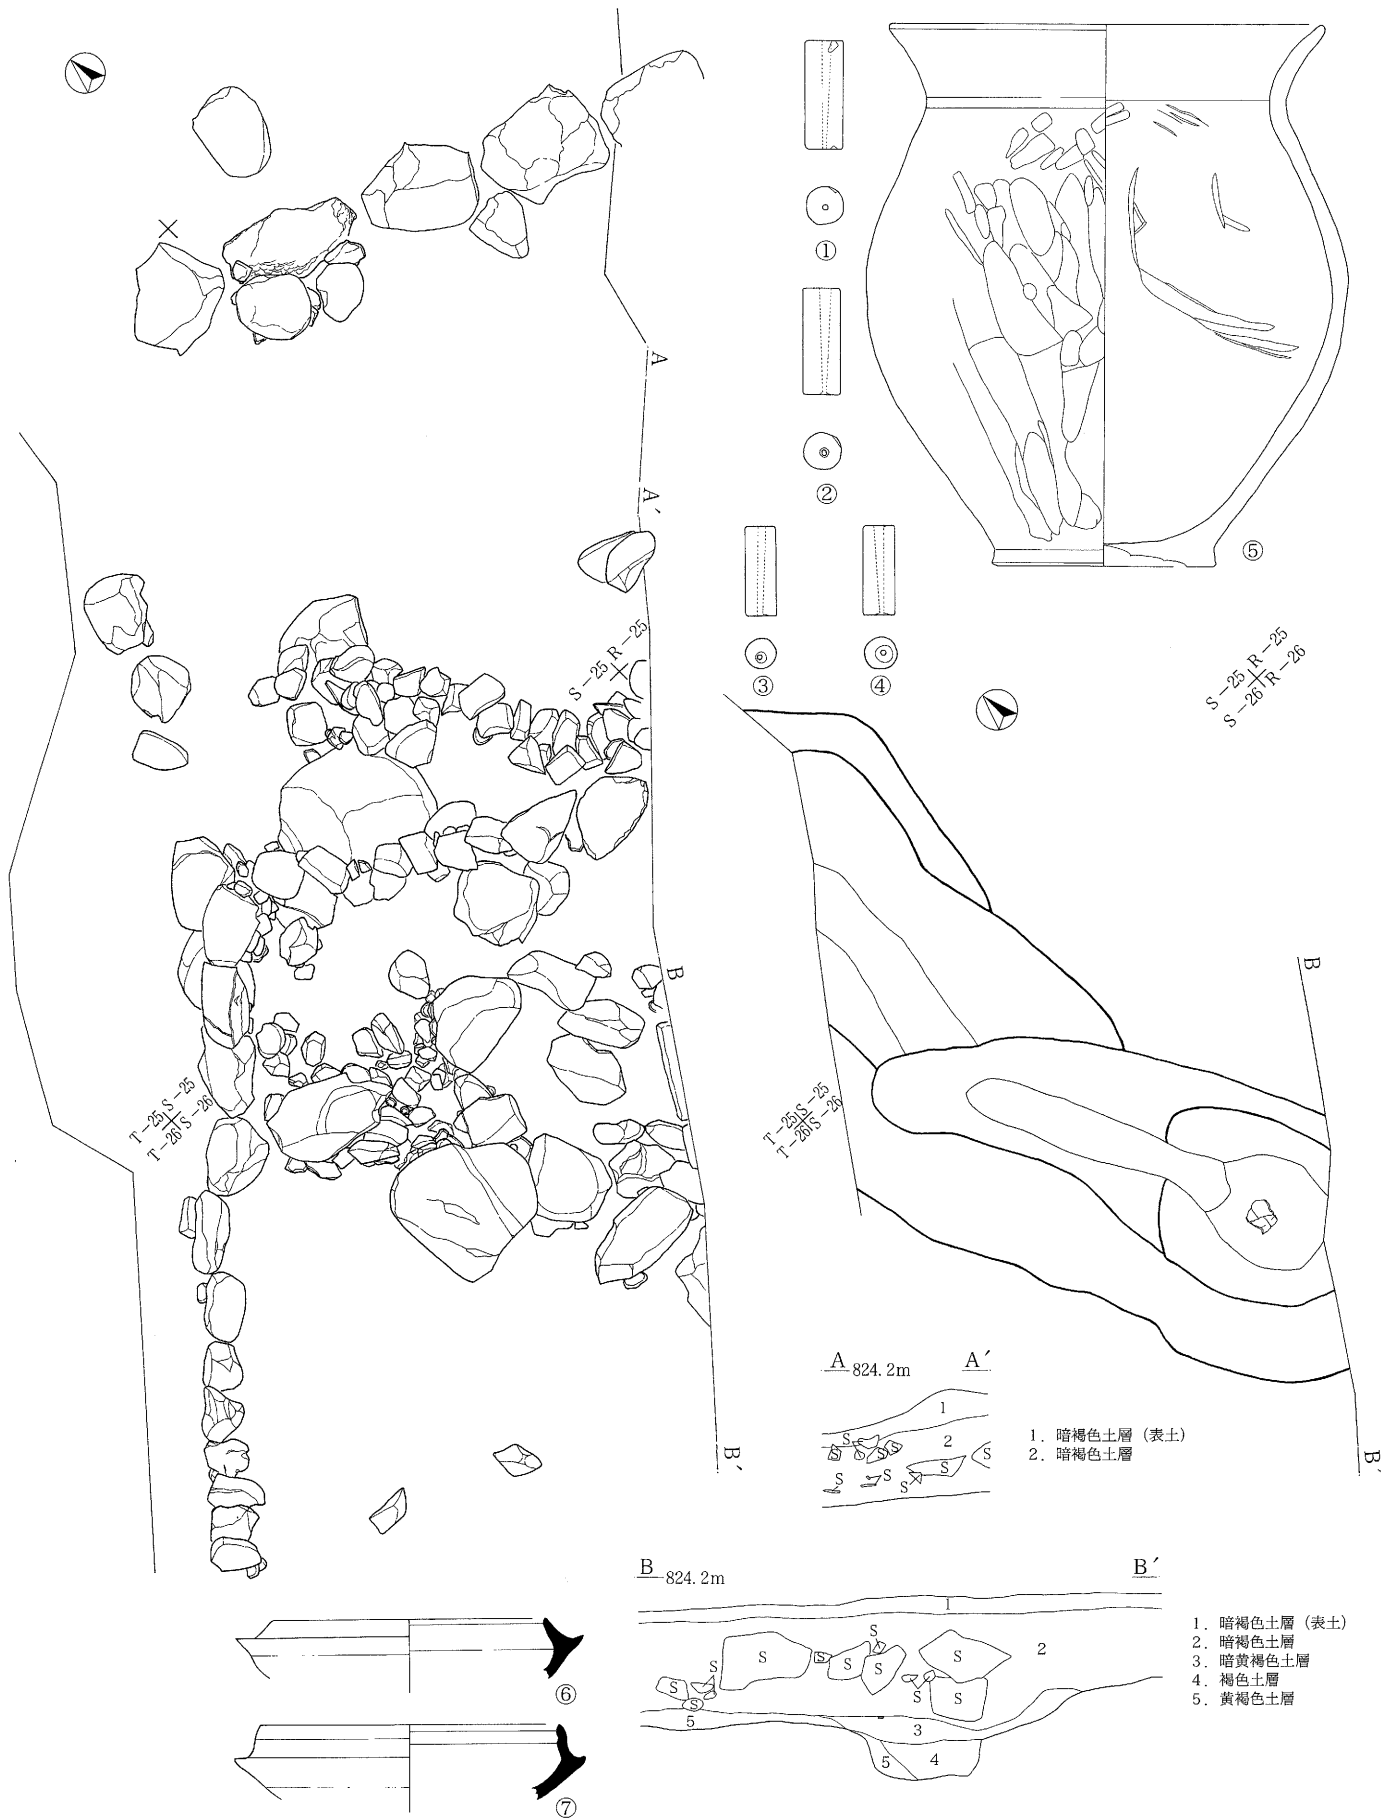 ①
②
③
④
⑤
A
A´
S-25 R-25
S-25 R-25
S-26 R-26
B
B
T-25 S-25
T-26 S-26
T-25 S-25
T-26 S-26
B´
B´
A 824.2m A´
1
2
S
S
S
S
S
S
S
S
S
1. 暗褐色土層(表土)
2. 暗褐色土層
B 824.2m B´
1
2
S
S
S
S
S
S
S
S
S
S
3
4
5
5
1. 暗褐色土層(表土)
2. 暗褐色土層
3. 暗黄褐色土層
4. 褐色土層
5. 黄褐色土層
⑥
⑦